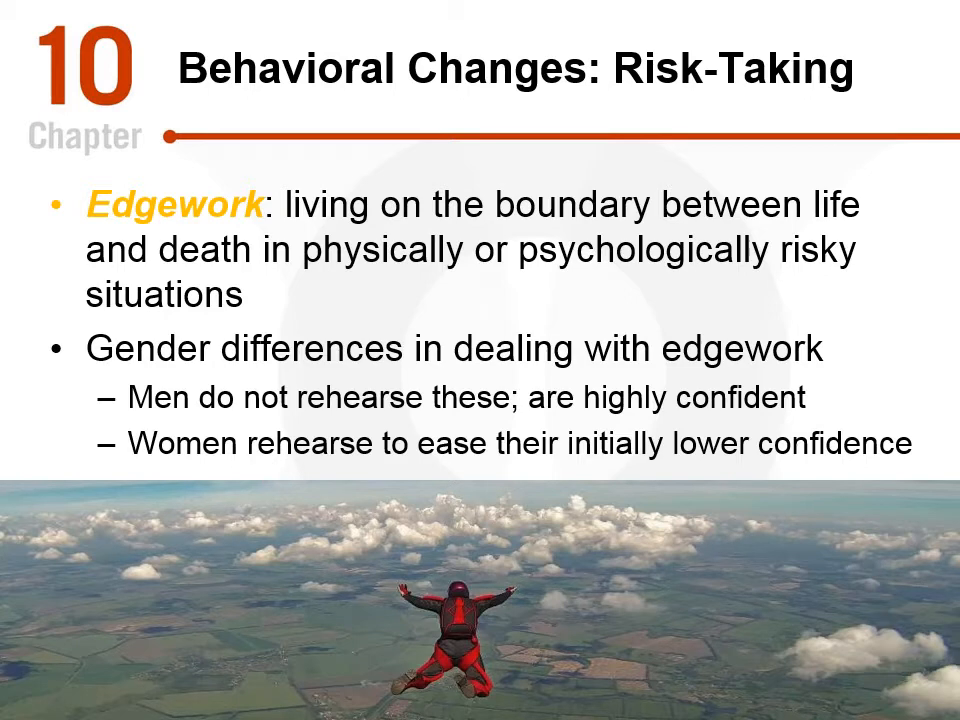 10
Chapter
Behavioral Changes: Risk-Taking
• Edgework: living on the boundary between life
and death in physically or psychologically risky
situations
• Gender differences in dealing with edgework
– Men do not rehearse these; are highly confident
– Women rehearse to ease their initially lower confidence